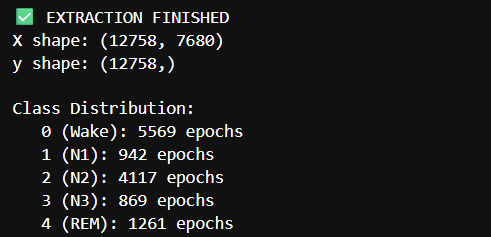 ✅ EXTRACTION FINISHED
X shape: (12758, 7680)
y shape: (12758,)
Class Distribution:
0 (Wake): 5569 epochs
1 (N1): 942 epochs
2 (N2): 4117 epochs
3 (N3): 869 epochs
4 (REM): 1261 epochs